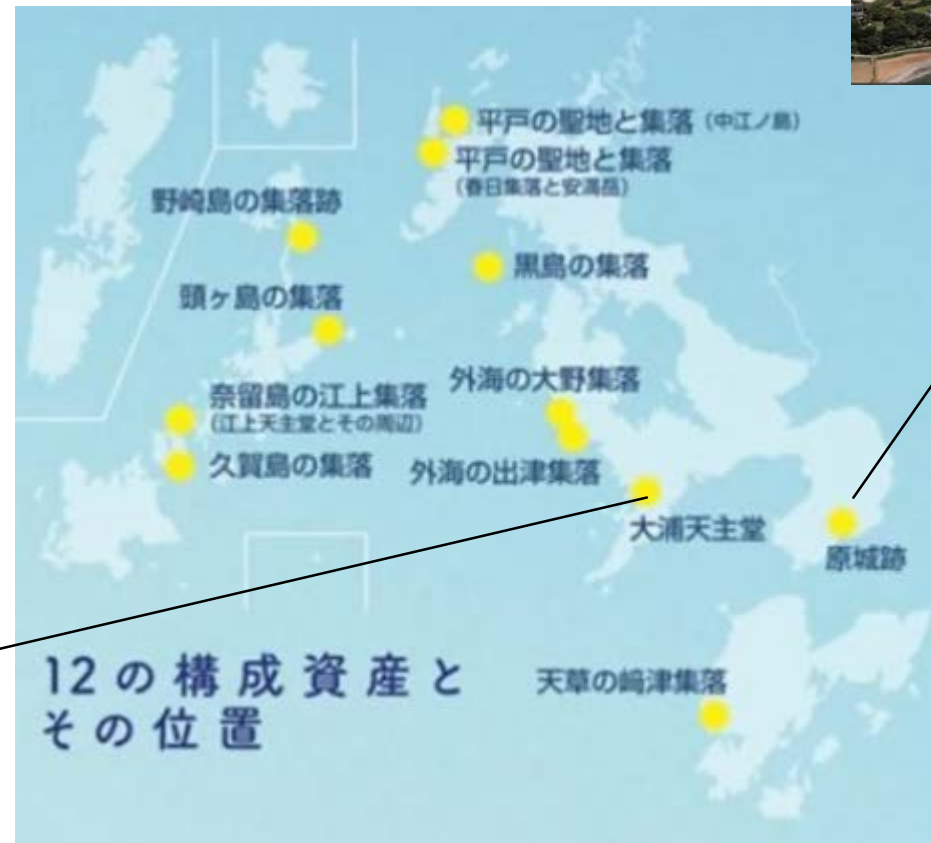 平戸の聖地と集落(中江ノ島)
平戸の聖地と集落
(春日集落と安満岳)
野崎島の集落跡
黒島の集落
頭ヶ島の集落
外海の大野集落
奈留島の江上集落
(江上天主堂とその周辺)
久賀島の集落
外海の出津集落
大浦天主堂
原城跡
天草の﨑津集落
12の構成資産と
その位置